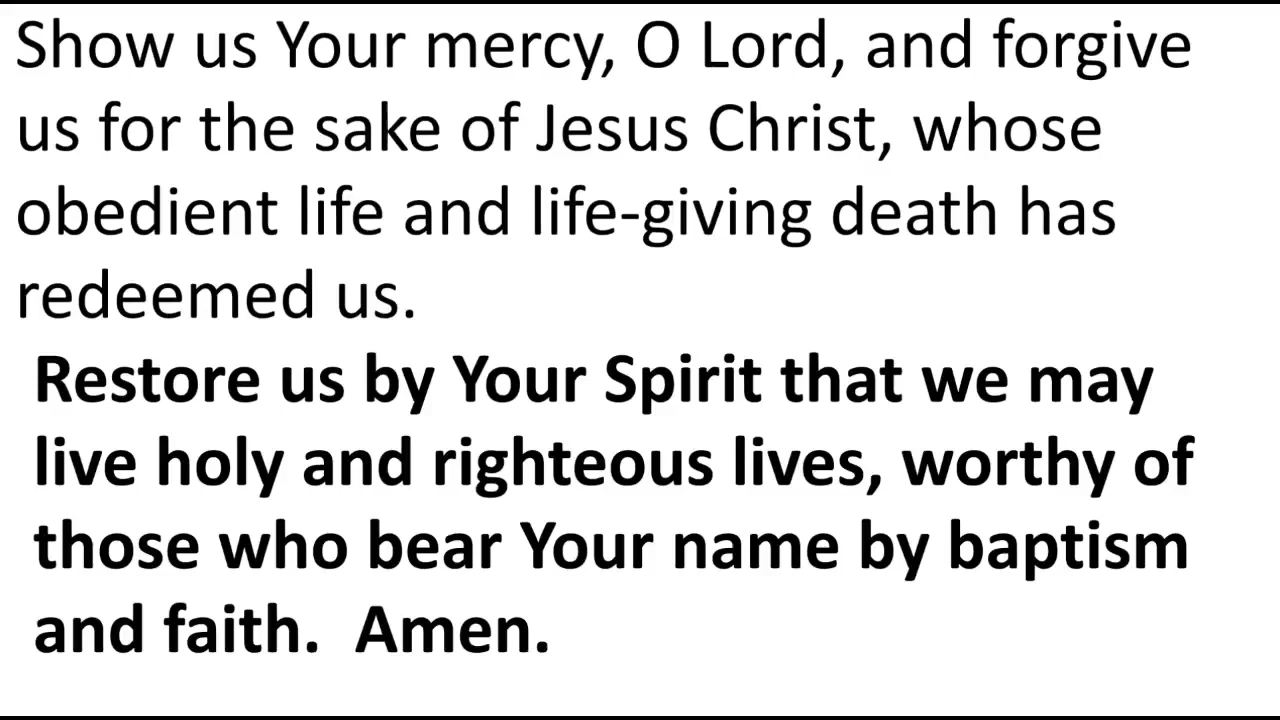 Show us Your mercy, O Lord, and forgive
us for the sake of Jesus Christ, whose
obedient life and life-giving death has
redeemed us.
Restore us by Your Spirit that we may
live holy and righteous lives, worthy of
those who bear Your name by baptism
and faith.  Amen.